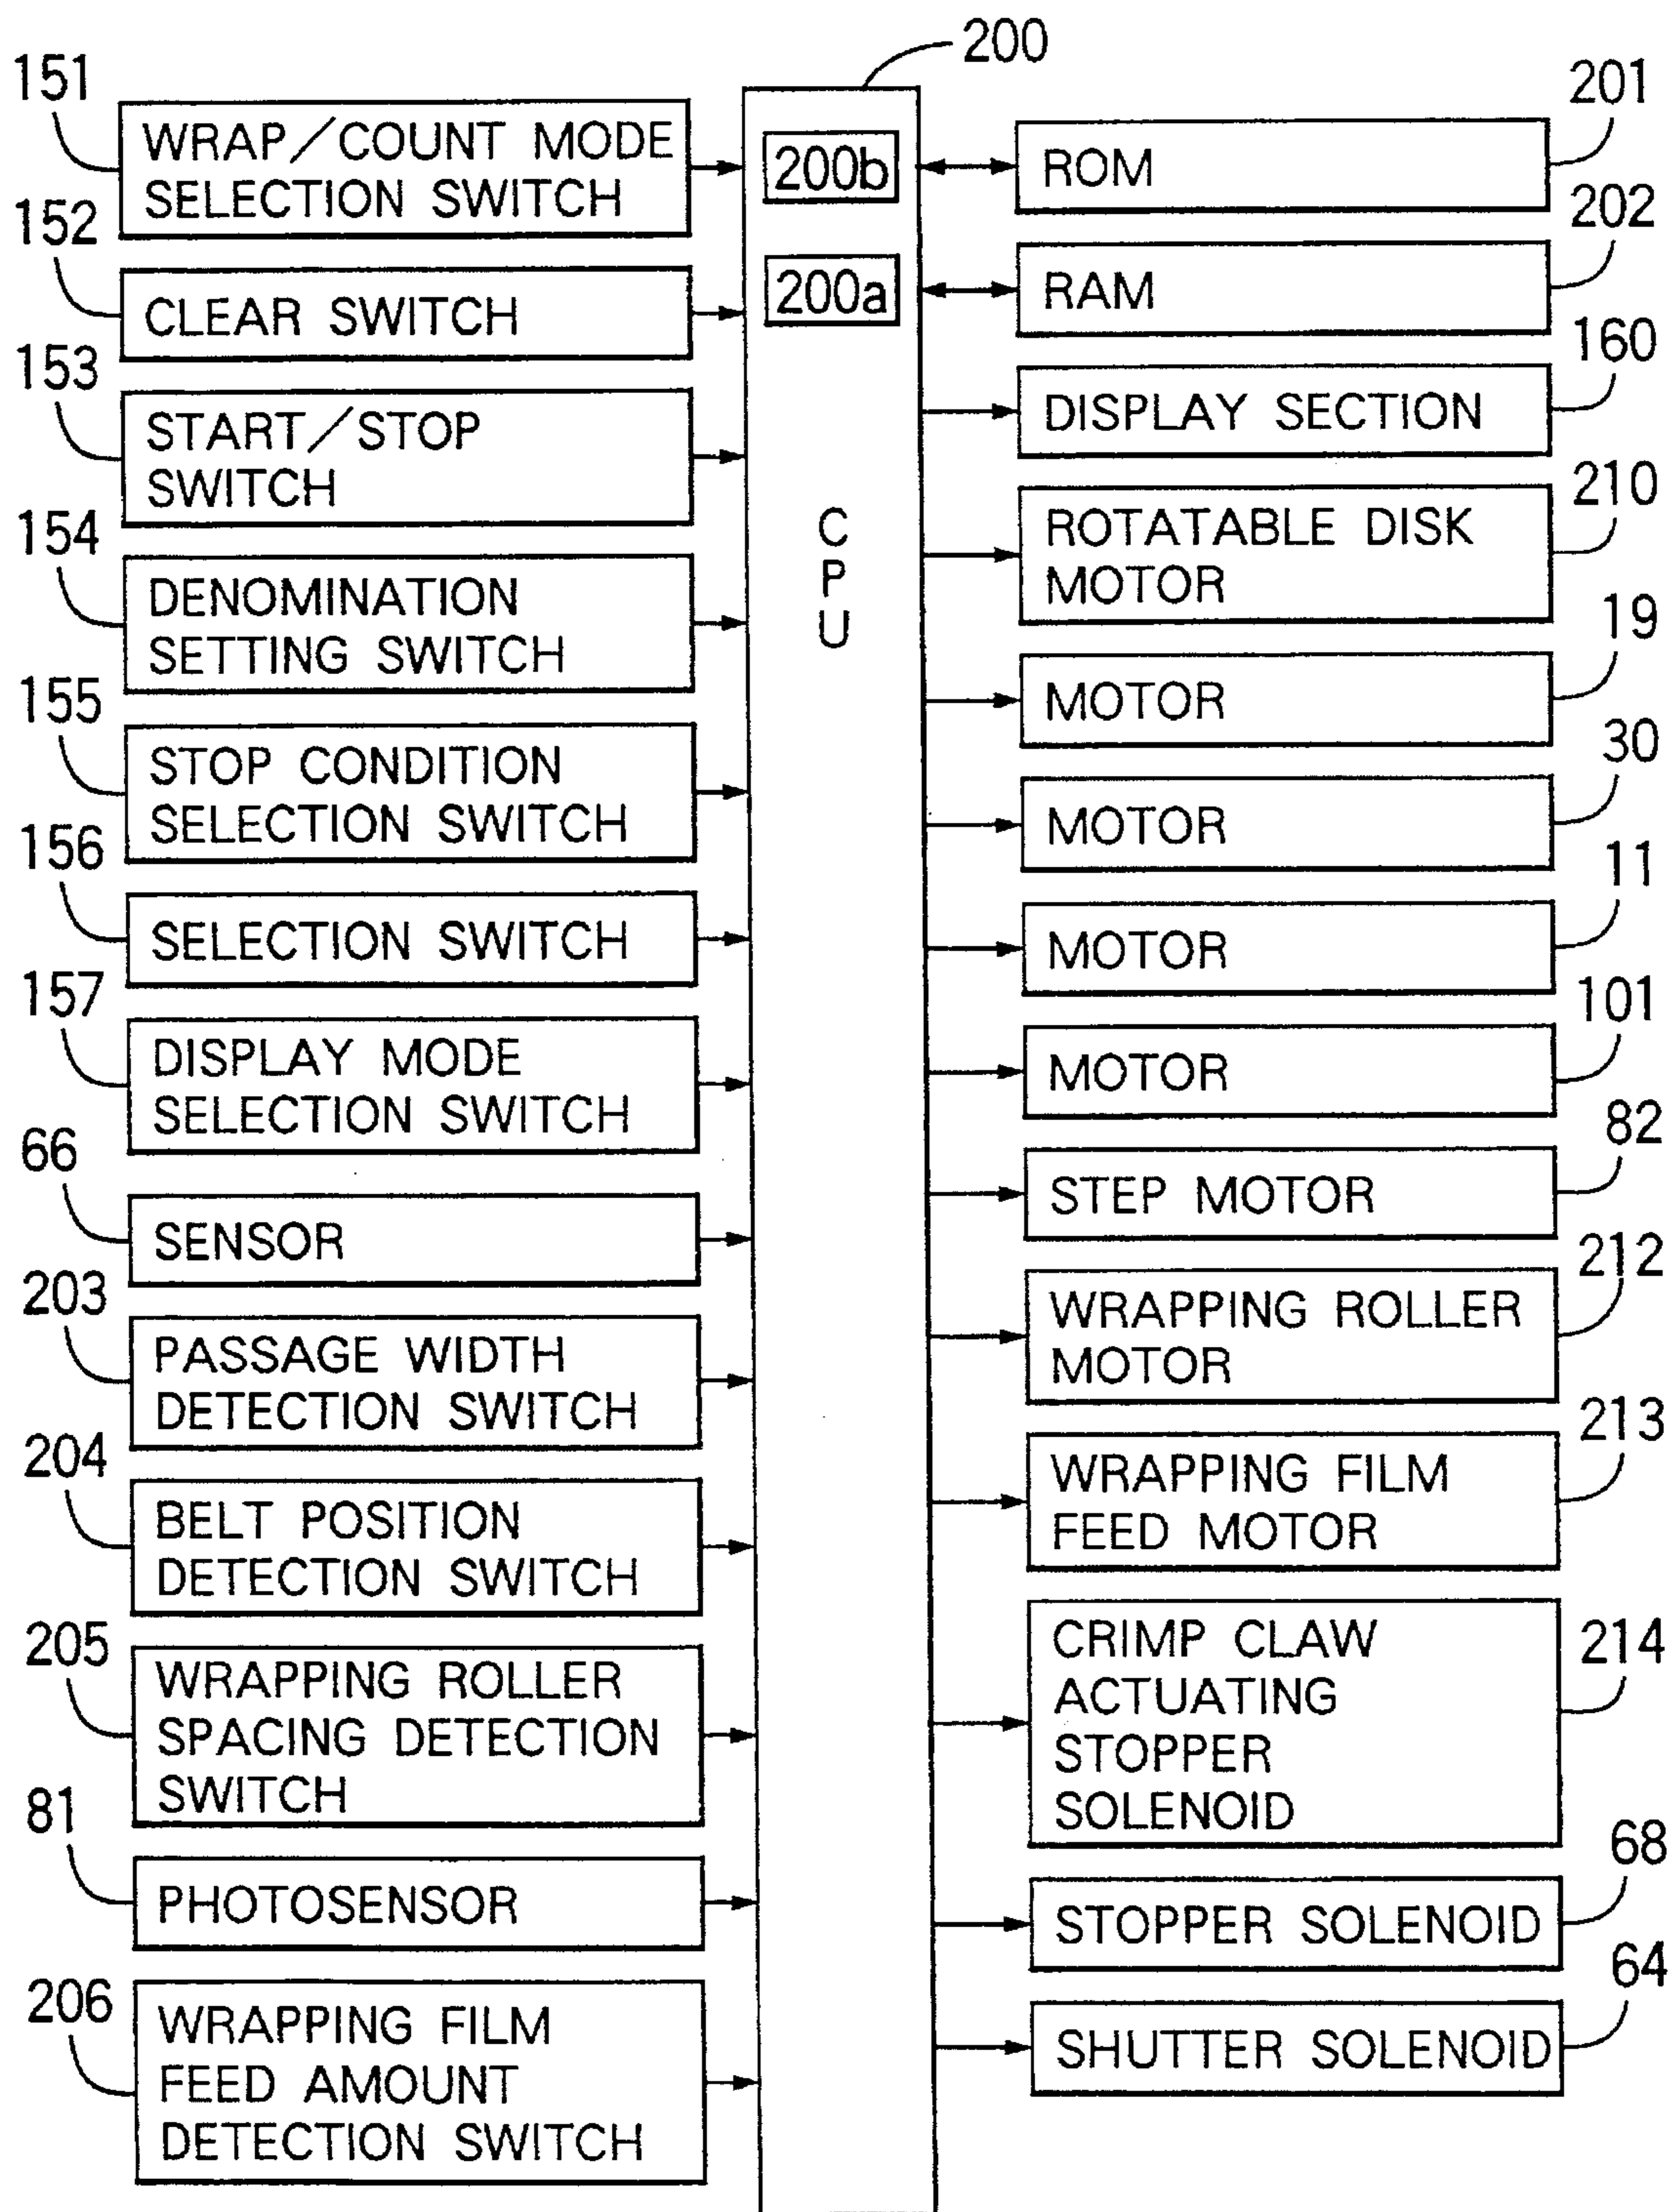 200
151
WRAP/COUNT MODE
SELECTION SWITCH
152
CLEAR SWITCH
153
START/STOP
SWITCH
154
DENOMINATION
SETTING SWITCH
155
STOP CONDITION
SELECTION SWITCH
156
SELECTION SWITCH
157
DISPLAY MODE
SELECTION SWITCH
66
SENSOR
203
PASSAGE WIDTH
DETECTION SWITCH
204
BELT POSITION
DETECTION SWITCH
205
WRAPPING ROLLER
SPACING DETECTION
SWITCH
81
PHOTOSENSOR
206
WRAPPING FILM
FEED AMOUNT
DETECTION SWITCH
200b
200a
C
P
U
201
ROM
202
RAM
160
DISPLAY SECTION
210
ROTATABLE DISK
MOTOR
19
MOTOR
30
MOTOR
11
MOTOR
101
MOTOR
82
STEP MOTOR
212
WRAPPING ROLLER
MOTOR
213
WRAPPING FILM
FEED MOTOR
214
CRIMP CLAW
ACTUATING
STOPPER
SOLENOID
68
STOPPER SOLENOID
64
SHUTTER SOLENOID